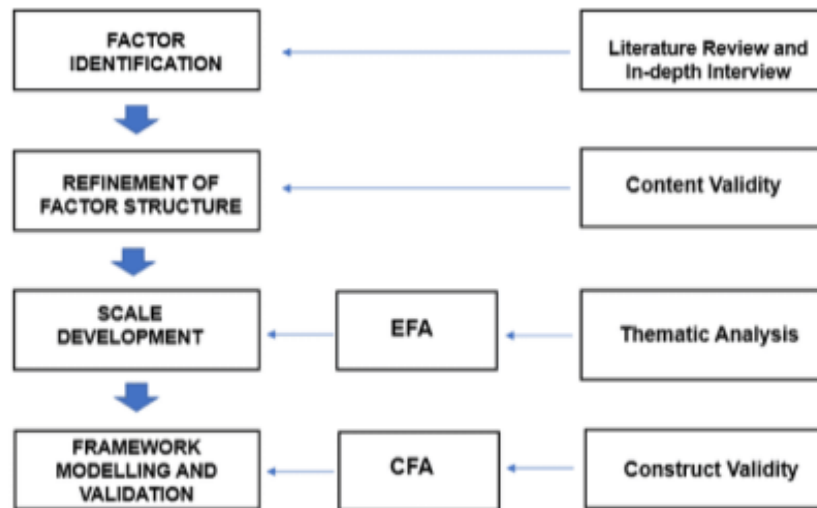 FACTOR
IDENTIFICATION
Literature Review and
In-depth Interview
REFINEMENT OF
FACTOR STRUCTURE
Content Validity
SCALE
DEVELOPMENT
EFA
Thematic Analysis
FRAMEWORK
MODELLING AND
VALIDATION
CFA
Construct Validity